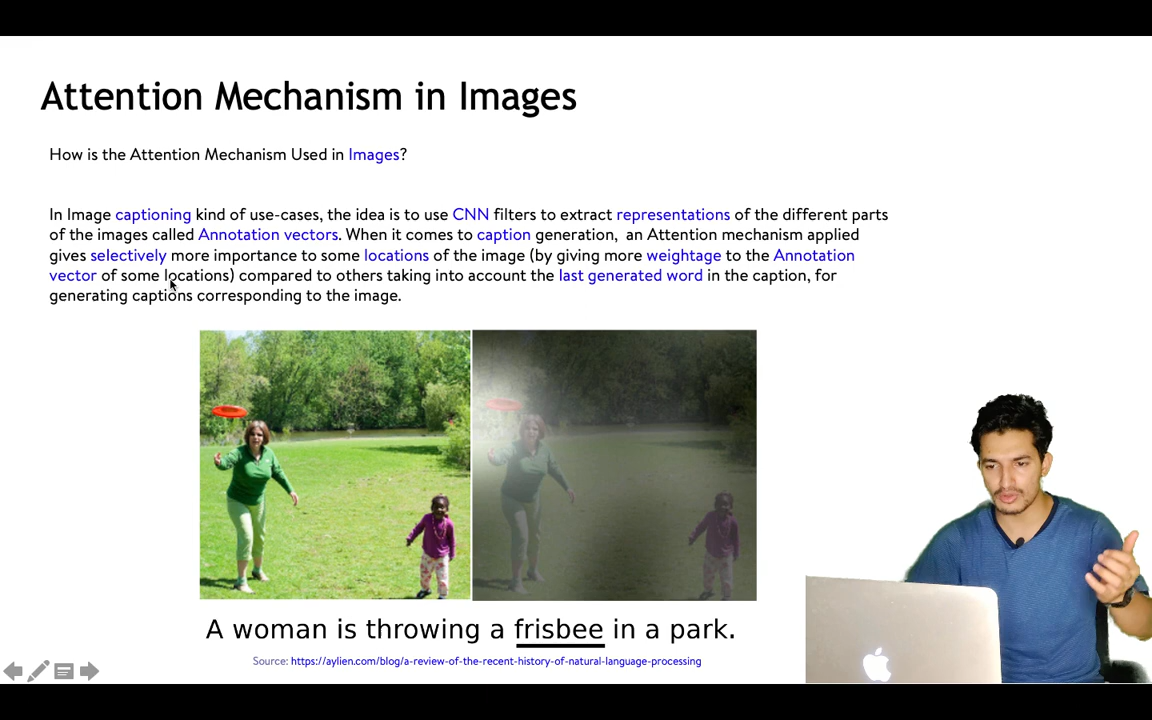 Attention Mechanism in Images
How is the Attention Mechanism Used in Images?
In Image captioning kind of use-cases, the idea is to use CNN filters to extract representations of the different parts
of the images called Annotation vectors. When it comes to caption generation, an Attention mechanism applied
gives selectively more importance to some locations of the image (by giving more weightage to the Annotation
vector of some locations) compared to others taking into account the last generated word in the caption, for
generating captions corresponding to the image.
A woman is throwing a frisbee in a park.
Source: https://aylien.com/blog/a-review-of-the-recent-history-of-natural-language-processing